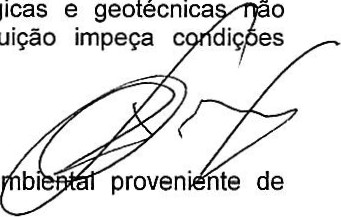 gicas e geotécnicas não
uição impeça condições
mbiental proveniente de